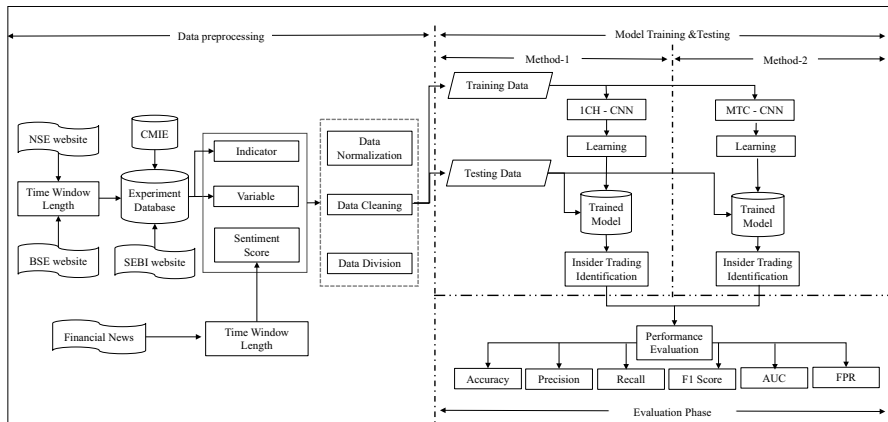 Data preprocessing
Model Training &Testing
Method-1
Method-2
Training Data
1CH - CNN
MTC - CNN
NSE website
CMIE
Data
Normalization
Indicator
Learning
Learning
Testing Data
Time Window
Length
Experiment
Database
Variable
Data Cleaning
Trained
Model
Trained
Model
Sentiment
Score
BSE website
SEBI website
Data Division
Insider Trading
Identification
Insider Trading
Identification
Financial News
Time Window
Length
Performance
Evaluation
Accuracy
Precision
Recall
F1 Score
AUC
FPR
Evaluation Phase